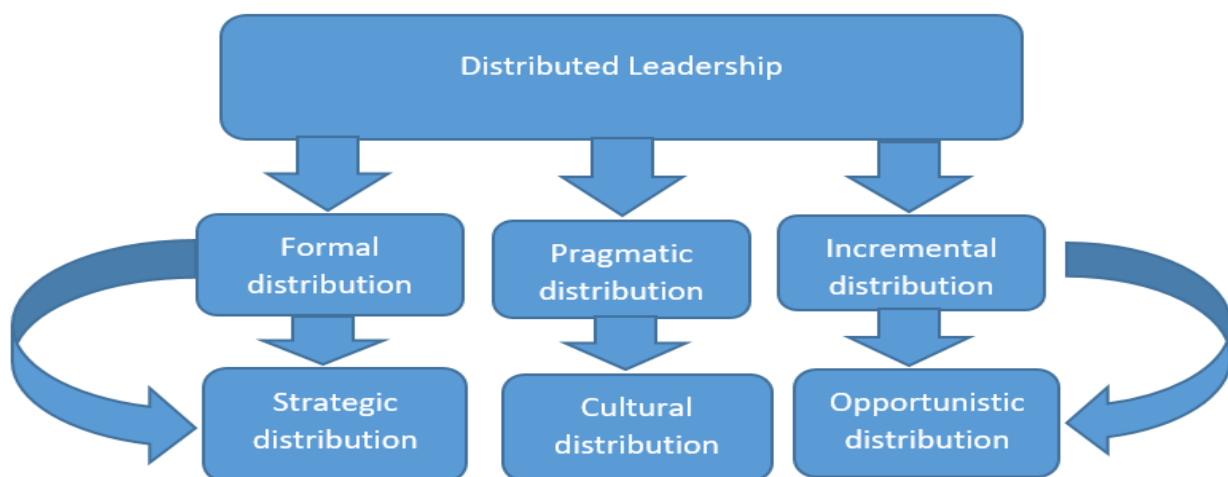 Distributed Leadership
Formal
distribution
Pragmatic
distribution
Incremental
distribution
Strategic
distribution
Cultural
distribution
Opportunistic
distribution